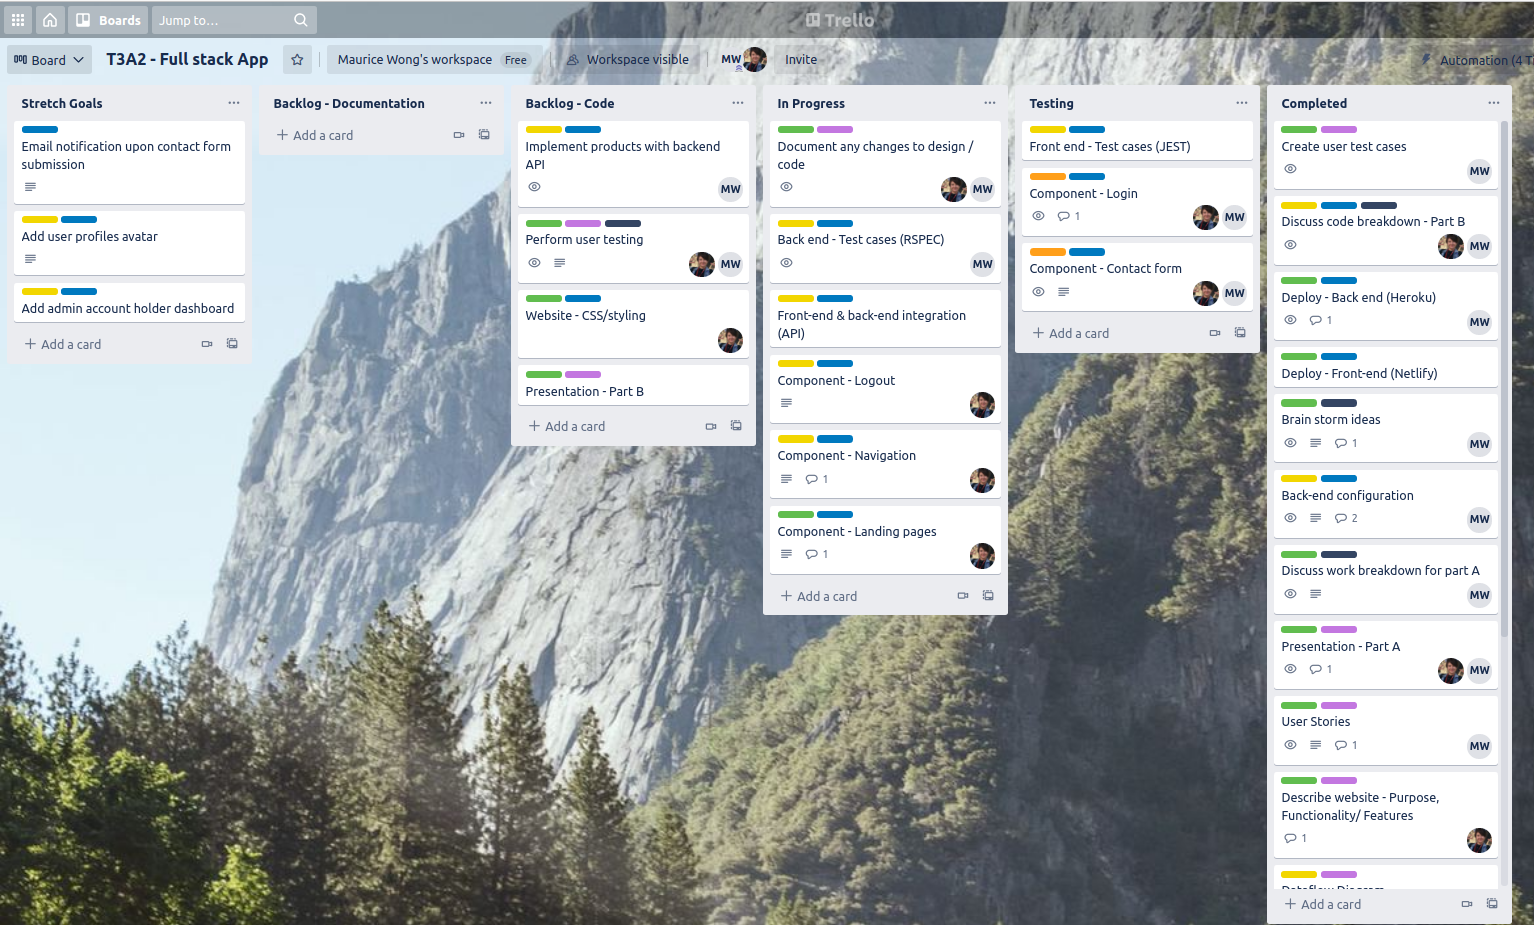 Boards
Jump to...
Trello
Board
T3A2 - Full stack App
Maurice Wong's workspace Free
Workspace visible
MW
Invite
Automation (4 Ti
Stretch Goals
Email notification upon contact form
submission
Add user profiles avatar
Add admin account holder dashboard
+ Add a card
Backlog - Documentation
+ Add a card
Backlog - Code
Implement products with backend
API
MW
Perform user testing
MW
Website - CSS/styling
Presentation - Part B
+ Add a card
In Progress
Document any changes to design /
code
MW
Back end - Test cases (RSPEC)
MW
Front-end & back-end integration
(API)
Component - Logout
Component - Navigation
1
Component - Landing pages
1
+ Add a card
Testing
Front end - Test cases (JEST)
Component - Login
1 MW
Component - Contact form
MW
+ Add a card
Completed
Create user test cases
MW
Discuss code breakdown - Part B
MW
Deploy - Back end (Heroku)
1 MW
Deploy - Front-end (Netlify)
Brain storm ideas
1 MW
Back-end configuration
2 MW
Discuss work breakdown for part A
MW
Presentation - Part A
1 MW
User Stories
1 MW
Describe website - Purpose,
Functionality/ Features
1
Dataflow Diagram
+ Add a card